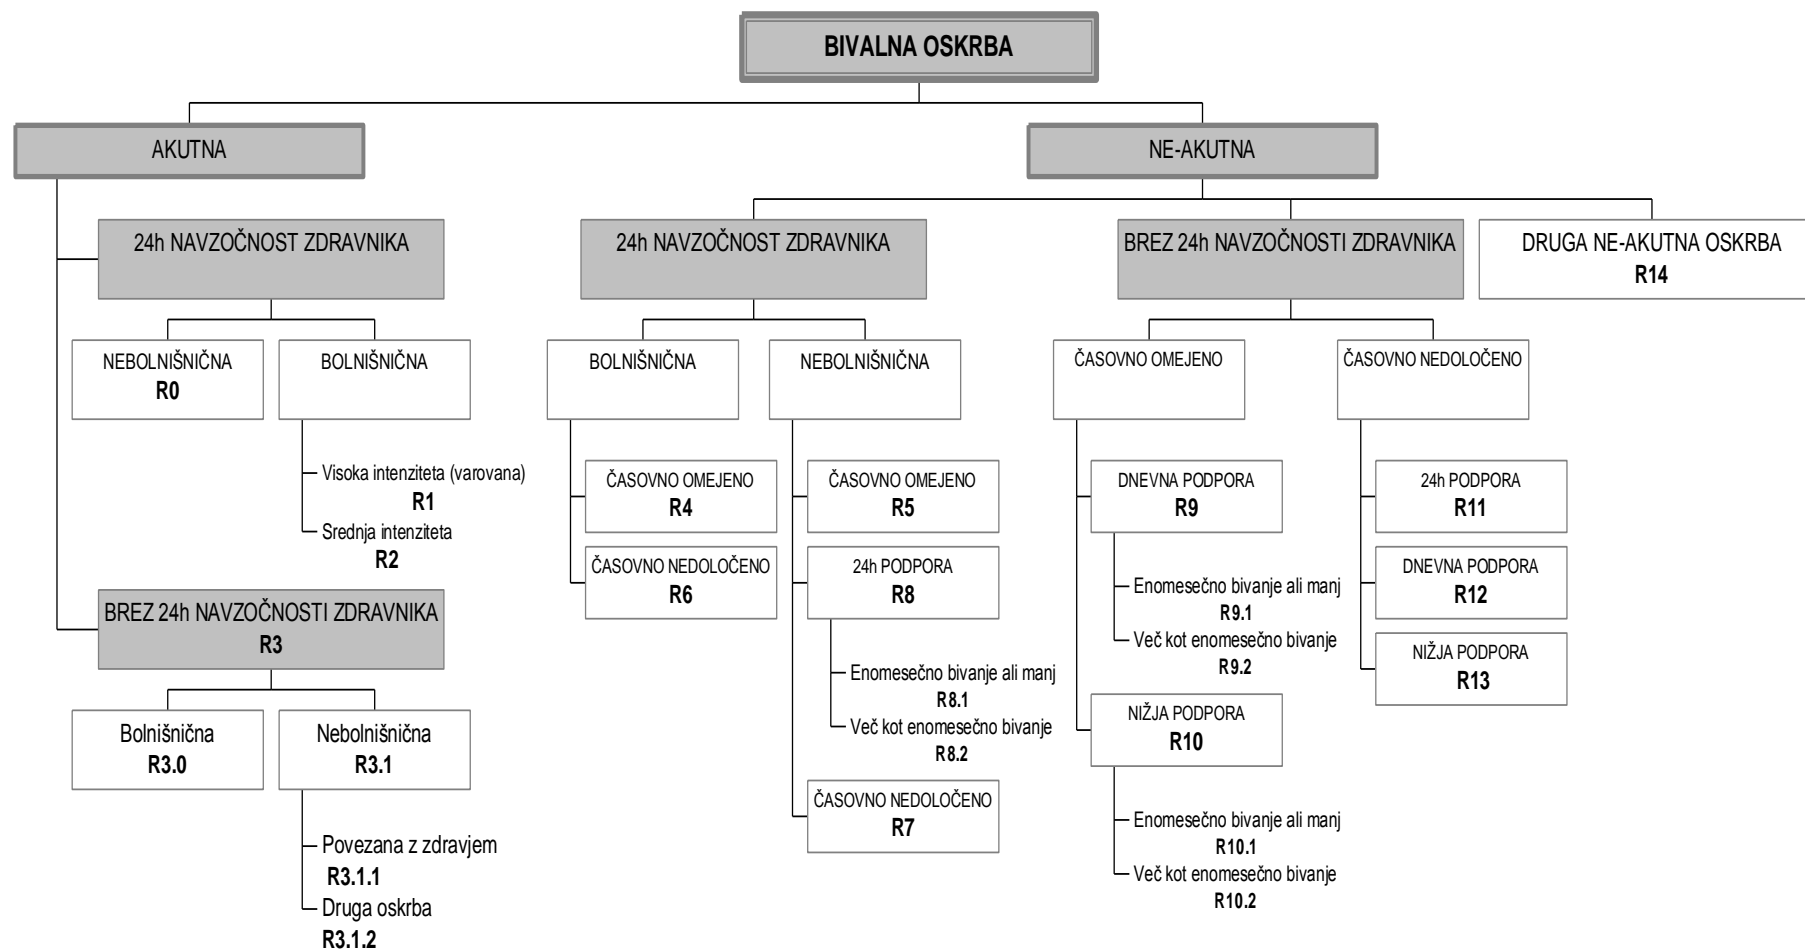 BIVALNA OSKRBA
AKUTNA
NE-AKUTNA
24h NAVZOČNOST ZDRAVNIKA
NEBOLNIŠNIČNA
R0
BOLNIŠNIČNA
Visoka intenziteta (varovana)
R1
Srednja intenziteta
R2
BREZ 24h NAVZOČNOSTI ZDRAVNIKA
R3
Bolnišnična
R3.0
Nebolnišnična
R3.1
Povezana z zdravjem
R3.1.1
Druga oskrba
R3.1.2
24h NAVZOČNOST ZDRAVNIKA
BOLNIŠNIČNA
ČASOVNO OMEJENO
R4
ČASOVNO NEDOLOČENO
R6
NEBOLNIŠNIČNA
ČASOVNO OMEJENO
R5
24h PODPORA
R8
Enomesečno bivanje ali manj
R8.1
Več kot enomesečno bivanje
R8.2
ČASOVNO NEDOLOČENO
R7
BREZ 24h NAVZOČNOSTI ZDRAVNIKA
ČASOVNO OMEJENO
DNEVNA PODPORA
R9
Enomesečno bivanje ali manj
R9.1
Več kot enomesečno bivanje
R9.2
NIŽJA PODPORA
R10
Enomesečno bivanje ali manj
R10.1
Več kot enomesečno bivanje
R10.2
ČASOVNO NEDOLOČENO
24h PODPORA
R11
DNEVNA PODPORA
R12
NIŽJA PODPORA
R13
DRUGA NE-AKUTNA OSKRBA
R14